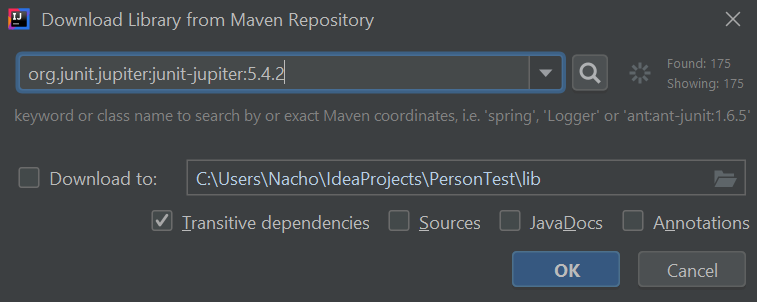 Download Library from Maven Repository
org.junit.jupiter:junit-jupiter:5.4.2
Found: 175
Showing: 175
keyword or class name to search by or exact Maven coordinates, i.e. 'spring', 'Logger' or 'ant:ant-junit:1.6.5'
Download to: C:\Users\Nacho\IdeaProjects\PersonTest\lib
Transitive dependencies Sources JavaDocs Annotations
OK Cancel